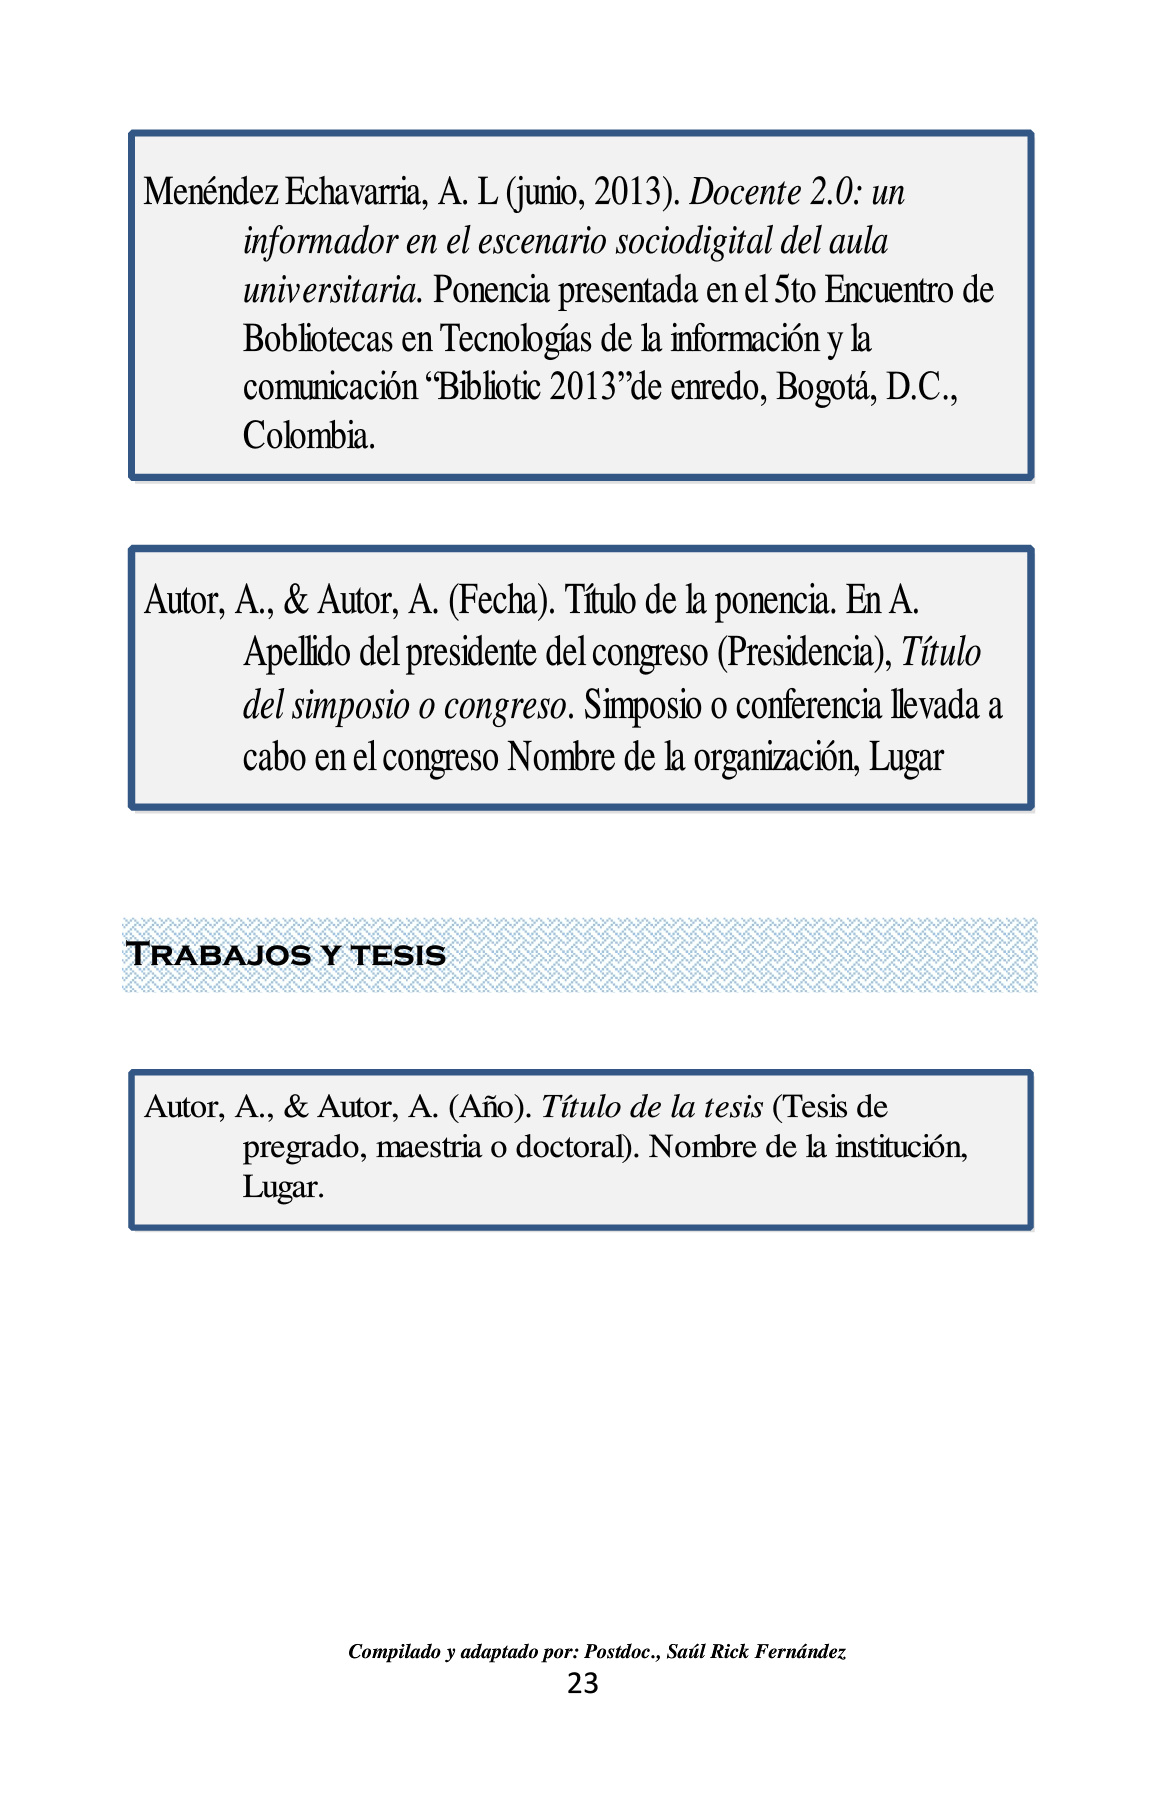 Menéndez Echavarria, A. L (junio, 2013). Docente 2.0: un
informador en el escenario sociodigital del aula
universitaria. Ponencia presentada en el 5to Encuentro de
Bobliotecas en Tecnologías de la información y la
comunicación “Bibliotic 2013”de enredo, Bogotá, D.C.,
Colombia.
Autor, A., & Autor, A. (Fecha). Título de la ponencia. En A.
Apellido del presidente del congreso (Presidencia), Título
del simposio o congreso. Simposio o conferencia llevada a
cabo en el congreso Nombre de la organización, Lugar
Trabajos y tesis
Autor, A., & Autor, A. (Año). Título de la tesis (Tesis de
pregrado, maestria o doctoral). Nombre de la institución,
Lugar.
Compilado y adaptado por: Postdoc., Saúl Rick Fernández
23